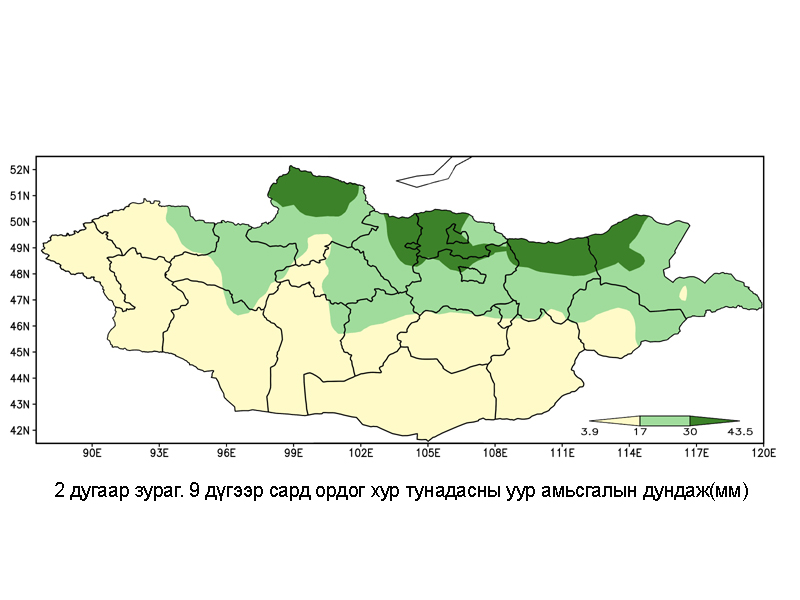 52N
51N
50N
49N
48N
47N
46N
45N
44N
43N
42N
3.9 17 30 43.5
90E 93E 96E 99E 102E 105E 108E 111E 114E 117E 120E
2 дугаар зураг. 9 дүгээр сард ордог хур тунадасны уур амьсгалын дундаж(мм)